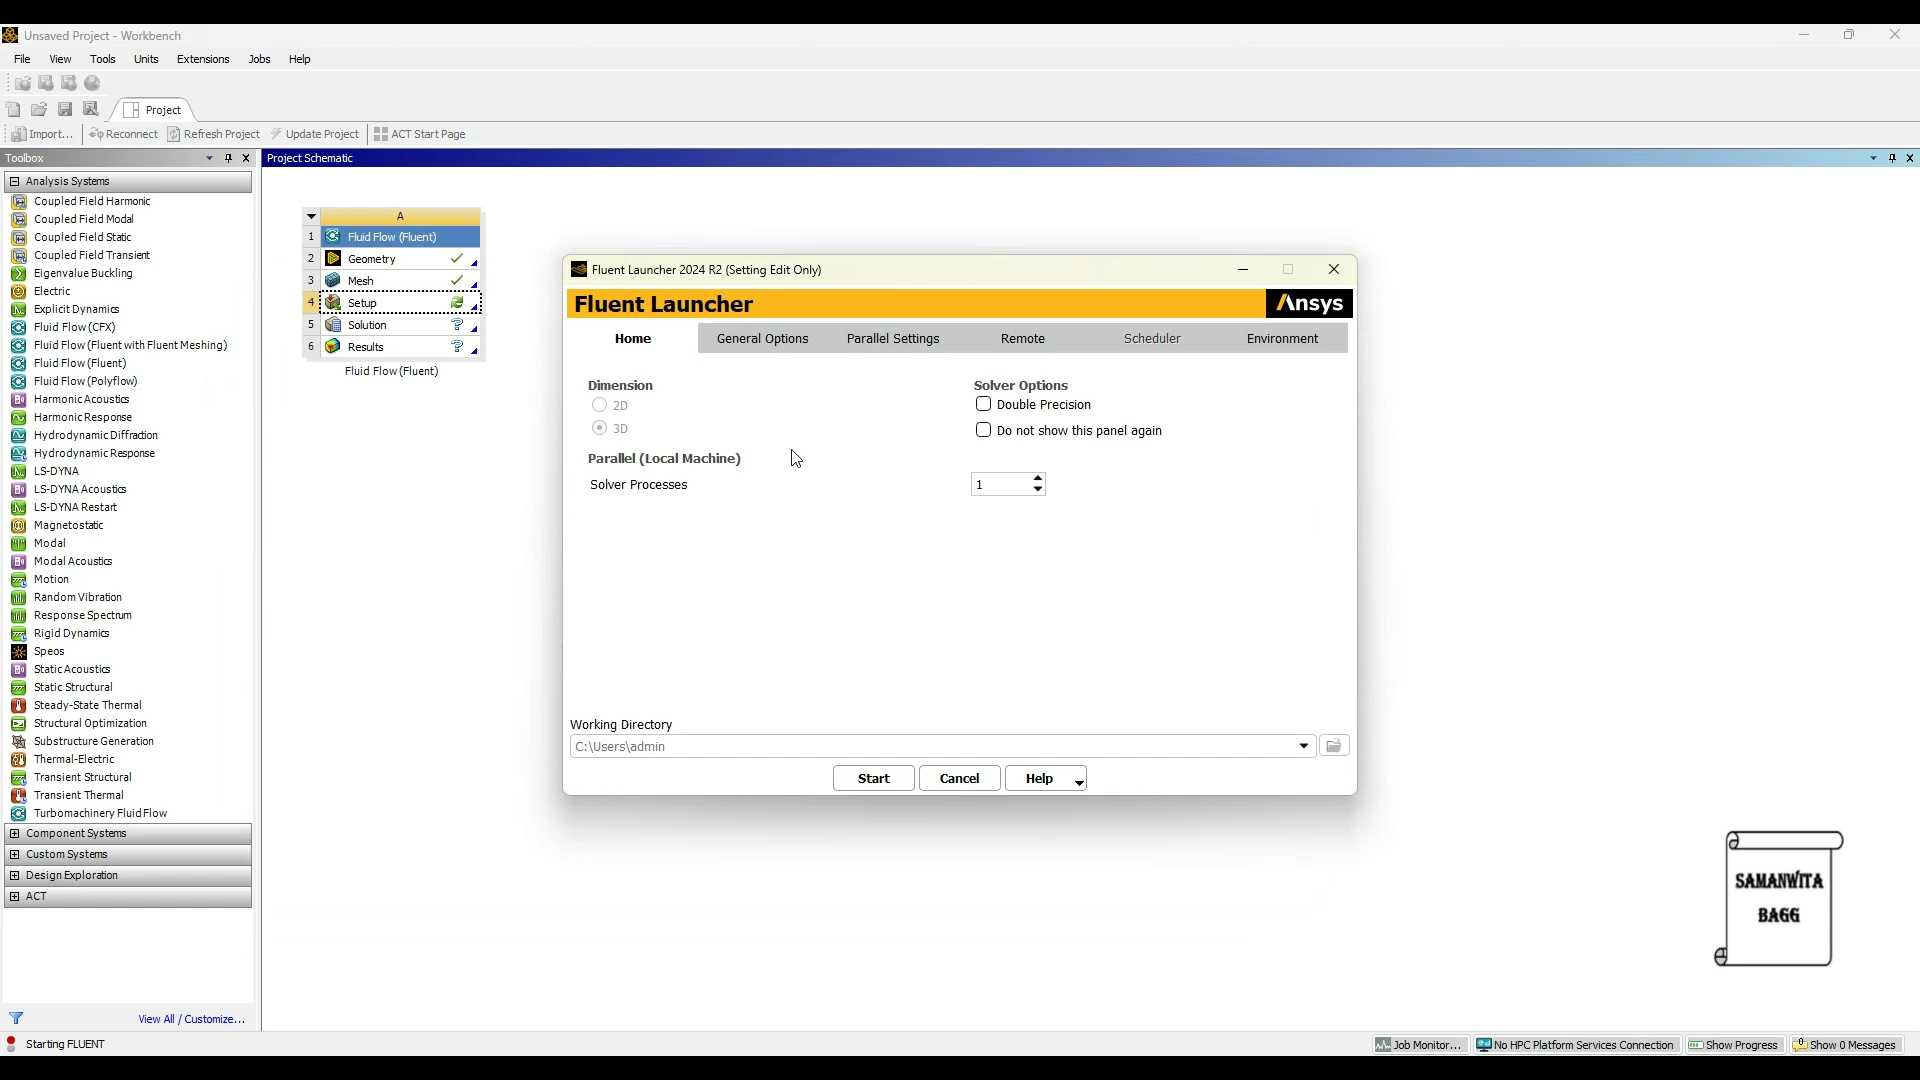 Unsaved Project - Workbench
File View Tools Units Extensions Jobs Help
Project
Import... Reconnect Refresh Project Update Project ACT Start Page
Toolbox
Analysis Systems
Coupled Field Harmonic
Coupled Field Modal
Coupled Field Static
Coupled Field Transient
Eigenvalue Buckling
Electric
Explicit Dynamics
Fluid Flow (CFX)
Fluid Flow (Fluent with Fluent Meshing)
Fluid Flow (Fluent)
Fluid Flow (Polyflow)
Harmonic Acoustics
Harmonic Response
Hydrodynamic Diffraction
Hydrodynamic Response
LS-DYNA
LS-DYNA Acoustics
LS-DYNA Restart
Magnetostatic
Modal
Modal Acoustics
Motion
Random Vibration
Response Spectrum
Rigid Dynamics
Speos
Static Acoustics
Static Structural
Steady-State Thermal
Structural Optimization
Substructure Generation
Thermal-Electric
Transient Structural
Transient Thermal
Turbomachinery Fluid Flow
Component Systems
Custom Systems
Design Exploration
ACT
View All / Customize...
Project Schematic
A
1 Fluid Flow (Fluent)
2 Geometry
3 Mesh
4 Setup
5 Solution ?
6 Results ?
Fluid Flow (Fluent)
Fluent Launcher 2024 R2 (Setting Edit Only)
Fluent Launcher Ansys
Home General Options Parallel Settings Remote Scheduler Environment
Dimension
2D
3D
Solver Options
Double Precision
Do not show this panel again
Parallel (Local Machine)
Solver Processes 1
Working Directory
C:\Users\admin
Start Cancel Help
SAMANWITA
BAGG
Starting FLUENT
Job Monitor... No HPC Platform Services Connection Show Progress Show 0 Messages